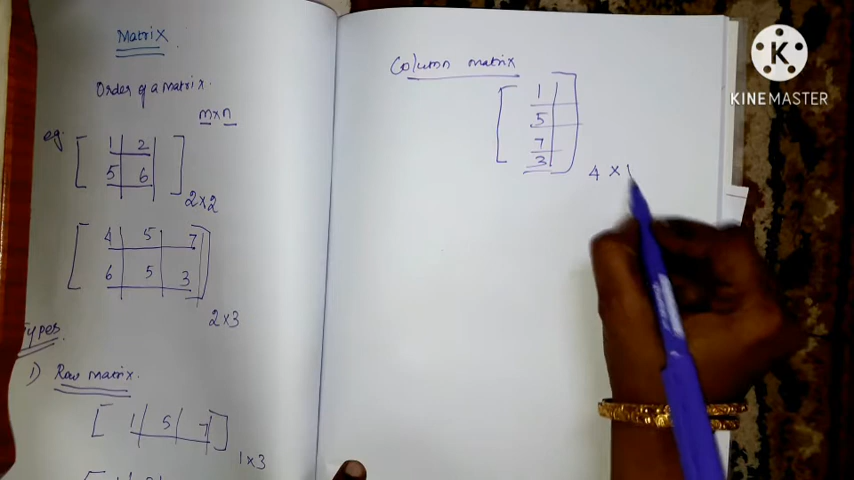 Matrix
Order of a matrix.
m×n
eg.
1 2
5 6
2×2
4 5 7
6 5 3
2×3
Types
1) Row matrix.
1 5 7
1×3
Column matrix
1
5
7
3
4×1
KINEMASTER